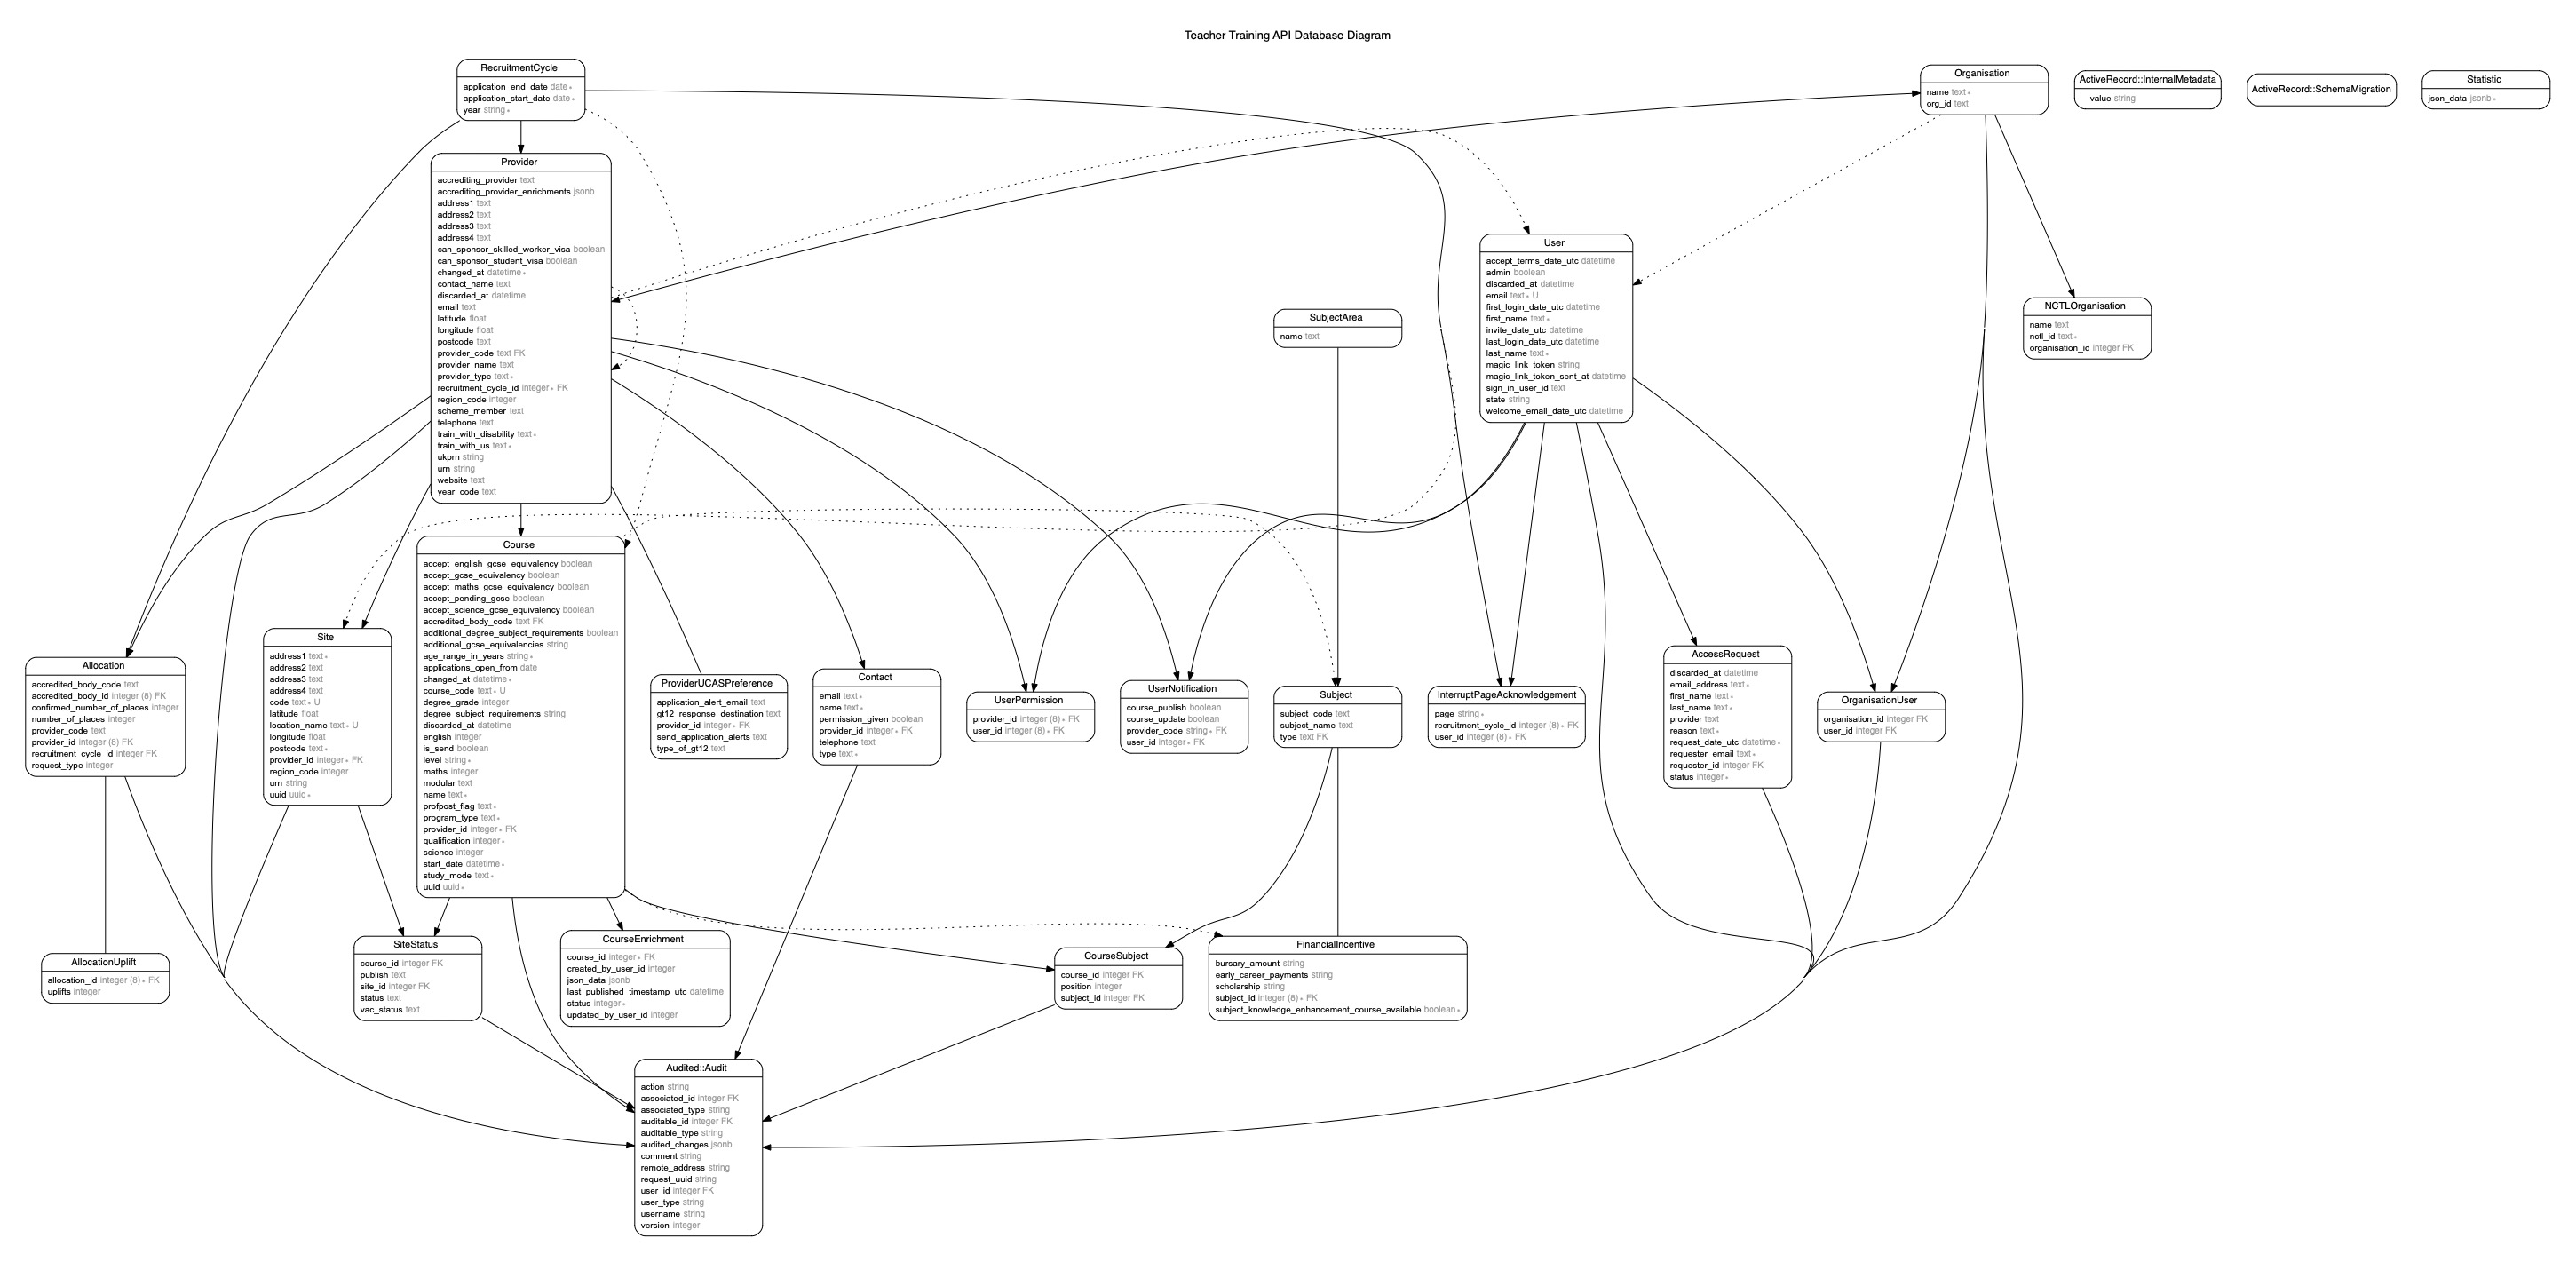 Teacher Training API Database Diagram
RecruitmentCycle
application_end_date date *
application_start_date date *
year string *
Organisation
name text *
org_id text
ActiveRecord::InternalMetadata
value string
ActiveRecord::SchemaMigration
Statistic
json_data jsonb *
Provider
accrediting_provider text
accrediting_provider_enrichments jsonb
address1 text
address2 text
address3 text
address4 text
can_sponsor_skilled_worker_visa boolean
can_sponsor_student_visa boolean
changed_at datetime *
contact_name text
discarded_at datetime
email text
latitude float
longitude float
postcode text
provider_code text FK
provider_name text
provider_type text *
recruitment_cycle_id integer * FK
region_code integer
scheme_member text
telephone text
train_with_disability text *
train_with_us text *
ukprn string
urn string
website text
year_code text
User
accept_terms_date_utc datetime
admin boolean
discarded_at datetime
email text * U
first_login_date_utc datetime
first_name text *
invite_date_utc datetime
last_login_date_utc datetime
last_name text *
magic_link_token string
magic_link_token_sent_at datetime
sign_in_user_id text
state string
welcome_email_date_utc datetime
NCTLOrganisation
name text
nctl_id text *
organisation_id integer FK
SubjectArea
name text
Course
accept_english_gcse_equivalency boolean
accept_gcse_equivalency boolean
accept_maths_gcse_equivalency boolean
accept_pending_gcse boolean
accept_science_gcse_equivalency boolean
accredited_body_code text FK
additional_degree_subject_requirements boolean
additional_gcse_equivalencies string
age_range_in_years string *
applications_open_from date
changed_at datetime *
course_code text * U
degree_grade integer
degree_subject_requirements string
discarded_at datetime
english integer
is_send boolean
level string *
maths integer
modular text
name text *
profpost_flag text *
program_type text *
provider_id integer * FK
qualification integer *
science integer
start_date datetime *
study_mode text *
uuid uuid *
Site
address1 text *
address2 text
address3 text
address4 text
code text * U
latitude float
location_name text * U
longitude float
postcode text *
provider_id integer * FK
region_code integer
urn string
uuid uuid *
Allocation
accredited_body_code text
accredited_body_id integer (8) FK
confirmed_number_of_places integer
number_of_places integer
provider_code text
provider_id integer (8) FK
recruitment_cycle_id integer FK
request_type integer
ProviderUCASPreference
application_alert_email text
gt12_response_destination text
provider_id integer * FK
send_application_alerts text
type_of_gt12 text
Contact
email text *
name text *
permission_given boolean
provider_id integer * FK
telephone text
type text *
UserPermission
provider_id integer (8) * FK
user_id integer (8) * FK
UserNotification
course_publish boolean
course_update boolean
provider_code string * FK
user_id integer * FK
Subject
subject_code text
subject_name text
type text FK
InterruptPageAcknowledgement
page string *
recruitment_cycle_id integer (8) * FK
user_id integer (8) * FK
AccessRequest
discarded_at datetime
email_address text *
first_name text *
last_name text *
provider text
reason text *
request_date_utc datetime *
requester_email text *
requester_id integer FK
status integer *
OrganisationUser
organisation_id integer FK
user_id integer FK
AllocationUplift
allocation_id integer (8) * FK
uplifts integer
SiteStatus
course_id integer FK
publish text
site_id integer FK
status text
vac_status text
CourseEnrichment
course_id integer * FK
created_by_user_id integer
json_data jsonb
last_published_timestamp_utc datetime
status integer *
updated_by_user_id integer
CourseSubject
course_id integer FK
position integer
subject_id integer FK
FinancialIncentive
bursary_amount string
early_career_payments string
scholarship string
subject_id integer (8) * FK
subject_knowledge_enhancement_course_available boolean *
Audited::Audit
action string
associated_id integer FK
associated_type string
auditable_id integer FK
auditable_type string
audited_changes jsonb
comment string
remote_address string
request_uuid string
user_id integer FK
user_type string
username string
version integer